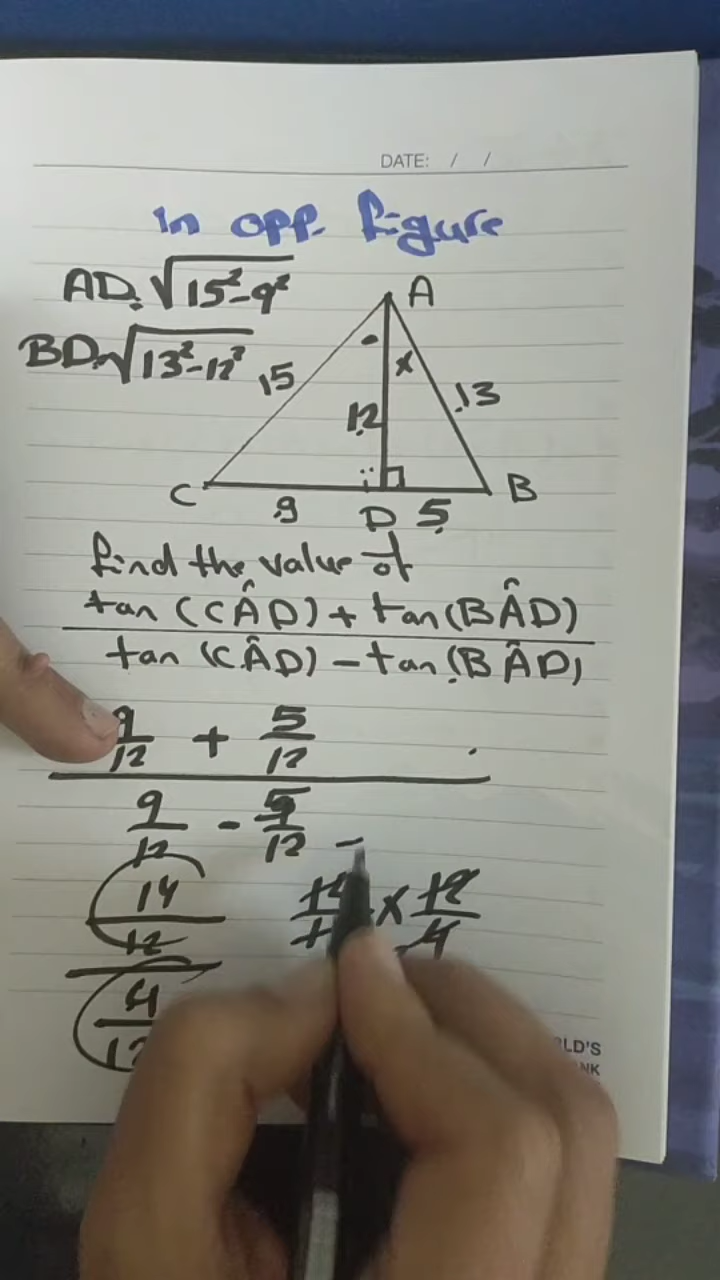 DATE: / /
In opp. figure
AD = √15²-9²
BD = √13²-12²
A
15
x
12
13
C
9
D
5
B
find the value of
tan (CÂD) + tan(BÂD)
tan (CÂD) - tan(BÂD)
9/12 + 5/12
9/12 - 5/12 =
14/12
4/12
× 12/4
LD'S
NK